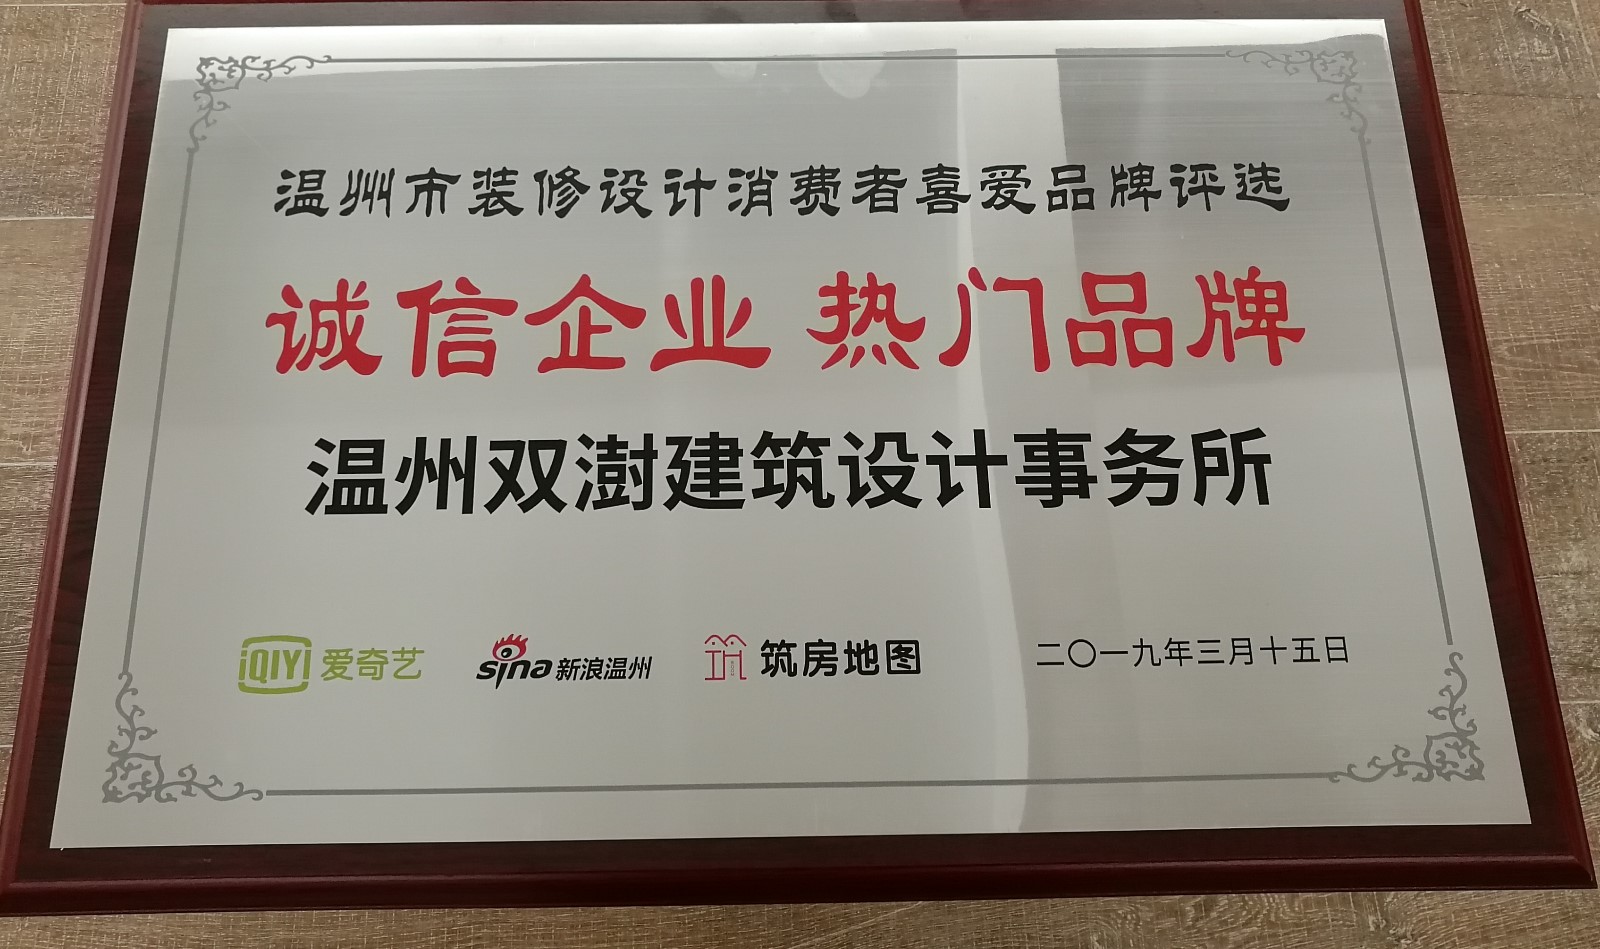 温州市装修设计消费者喜爱品牌评选
诚信企业 热门品牌
温州双澍建筑设计事务所
iQIYI 爱奇艺 sina 新浪温州 筑房地图 二〇一九年三月十五日